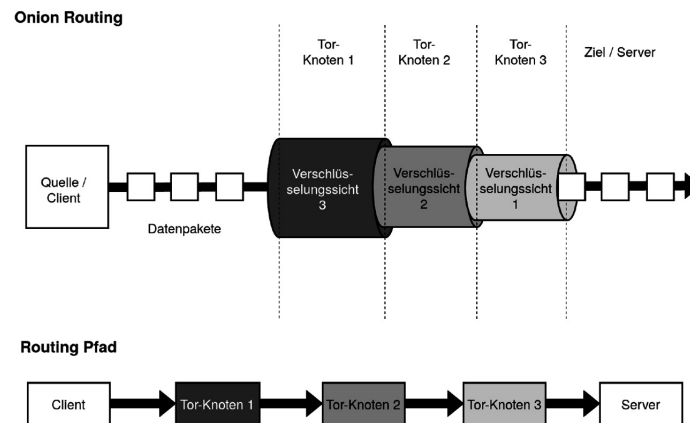 Onion Routing
Tor-
Knoten 1
Tor-
Knoten 2
Tor-
Knoten 3
Ziel / Server
Quelle /
Client
Datenpakete
Verschlüs-
selungssicht
3
Verschlüs-
selungssicht
2
Verschlüs-
selungssicht
1
Routing Pfad
Client
Tor-Knoten 1
Tor-Knoten 2
Tor-Knoten 3
Server